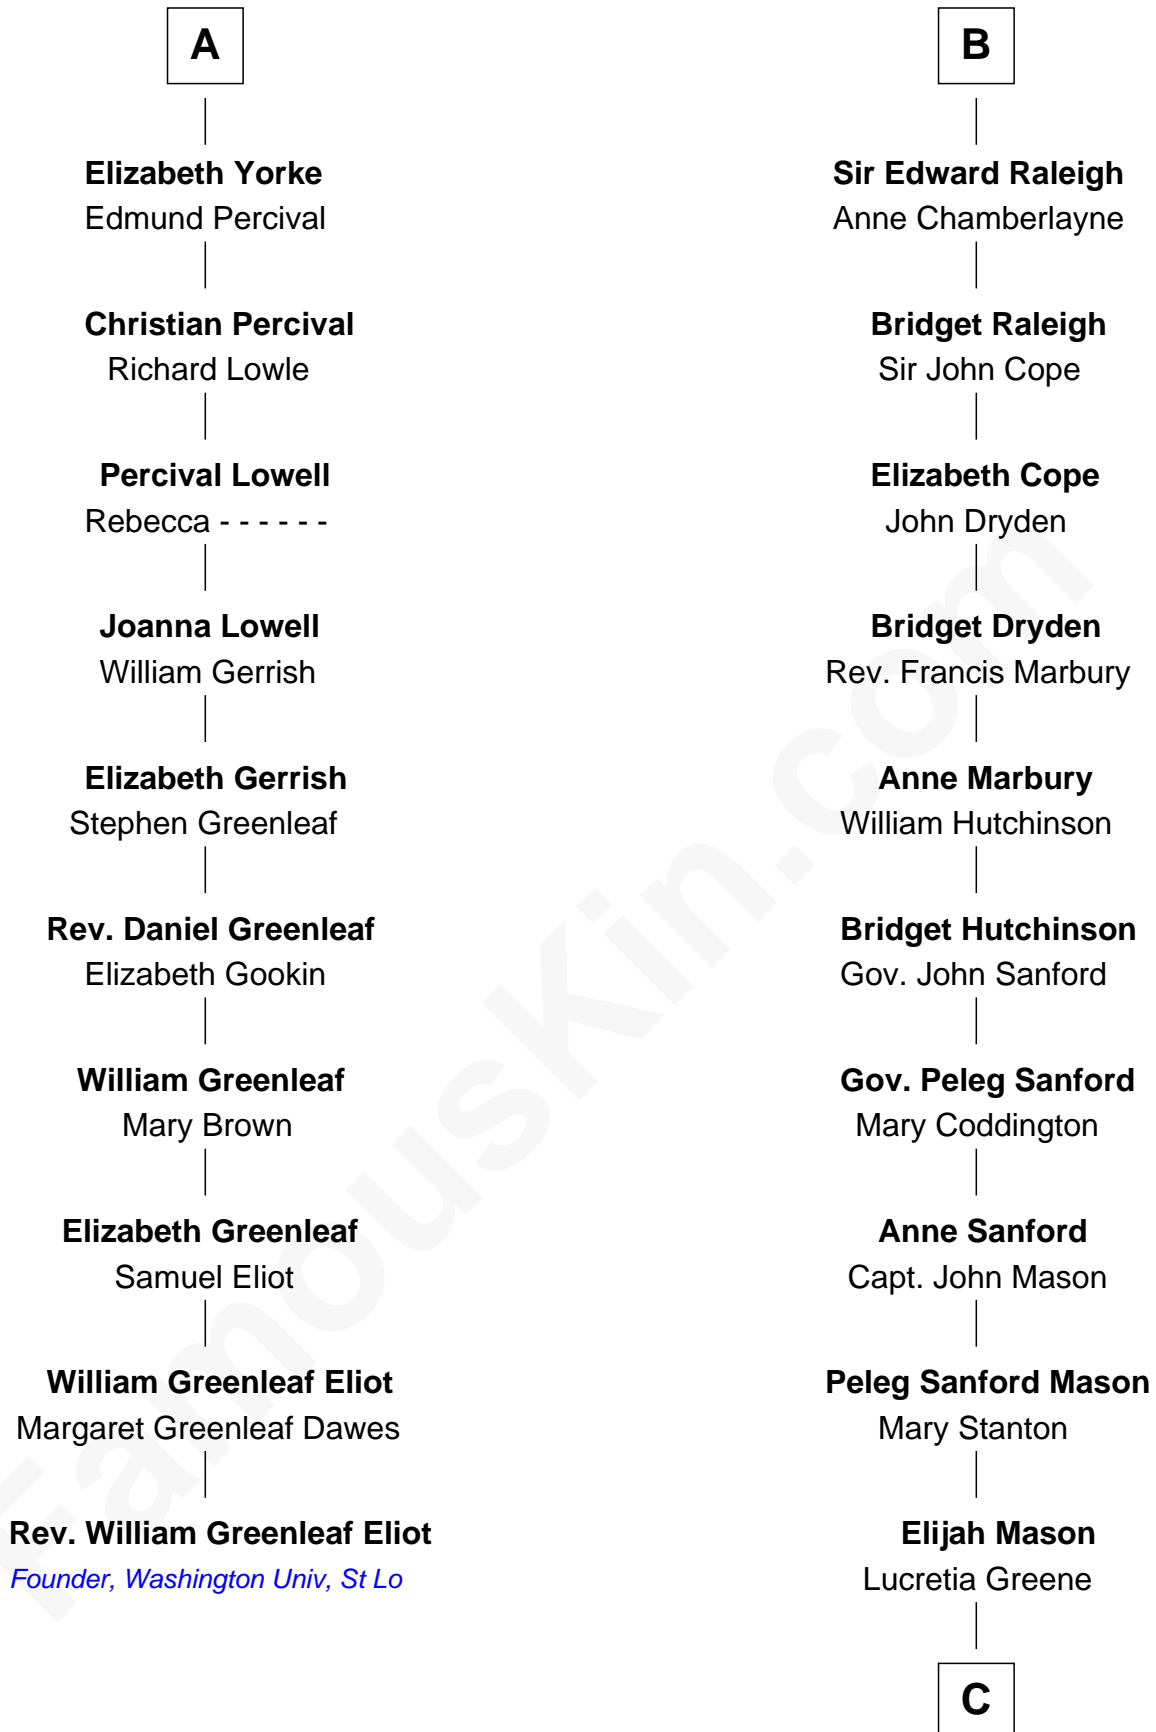 A
Elizabeth Yorke
Edmund Percival
Christian Percival
Richard Lowle
Percival Lowell
Rebecca - - - - - -
Joanna Lowell
William Gerrish
Elizabeth Gerrish
Stephen Greenleaf
Rev. Daniel Greenleaf
Elizabeth Gookin
William Greenleaf
Mary Brown
Elizabeth Greenleaf
Samuel Eliot
William Greenleaf Eliot
Margaret Greenleaf Dawes
Rev. William Greenleaf Eliot
Founder, Washington Univ, St Lo
B
Sir Edward Raleigh
Anne Chamberlayne
Bridget Raleigh
Sir John Cope
Elizabeth Cope
John Dryden
Bridget Dryden
Rev. Francis Marbury
Anne Marbury
William Hutchinson
Bridget Hutchinson
Gov. John Sanford
Gov. Peleg Sanford
Mary Coddington
Anne Sanford
Capt. John Mason
Peleg Sanford Mason
Mary Stanton
Elijah Mason
Lucretia Greene
C
FamousKin.com